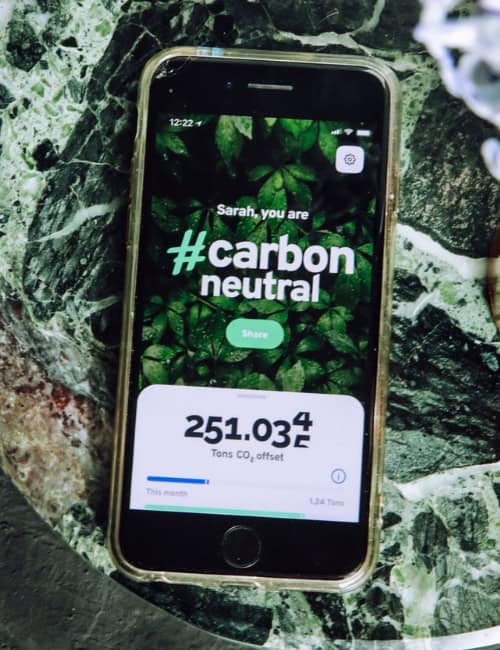 12:22
Sarah, you are
#carbon
neutral
Share
251.034
Tons CO₂ offset
i
This month
1,24 Tons